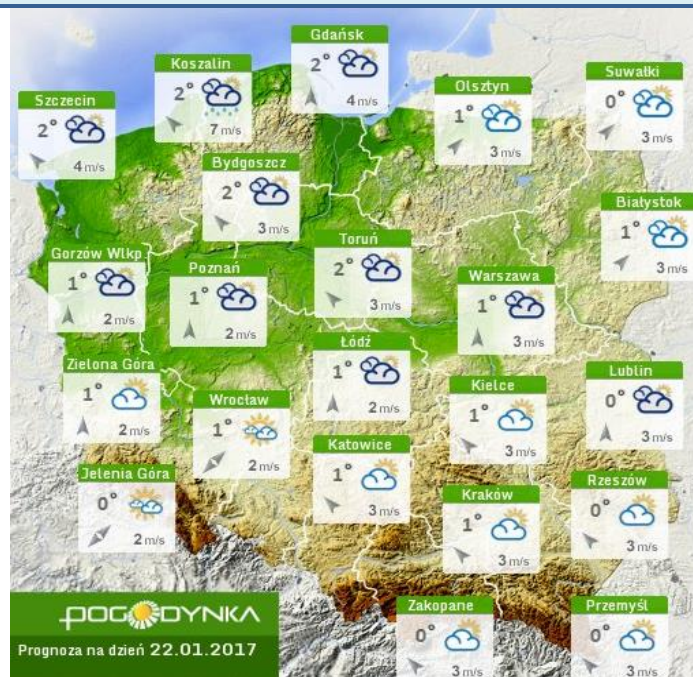 Gdańsk
2°
4 m/s
Koszalin
2°
7 m/s
Suwałki
0°
3 m/s
Olsztyn
1°
3 m/s
Szczecin
2°
4 m/s
Bydgoszcz
2°
3 m/s
Białystok
1°
3 m/s
Toruń
2°
3 m/s
Gorzów Wlkp
1°
2 m/s
Poznań
1°
2 m/s
Warszawa
1°
3 m/s
Łódź
1°
2 m/s
Zielona Góra
1°
2 m/s
Lublin
0°
3 m/s
Kielce
1°
3 m/s
Wrocław
1°
2 m/s
Katowice
1°
3 m/s
Jelenia Góra
0°
2 m/s
Rzeszów
0°
3 m/s
Kraków
1°
3 m/s
Zakopane
0°
3 m/s
Przemyśl
0°
3 m/s
POGODYNKA
Prognoza na dzień 22.01.2017